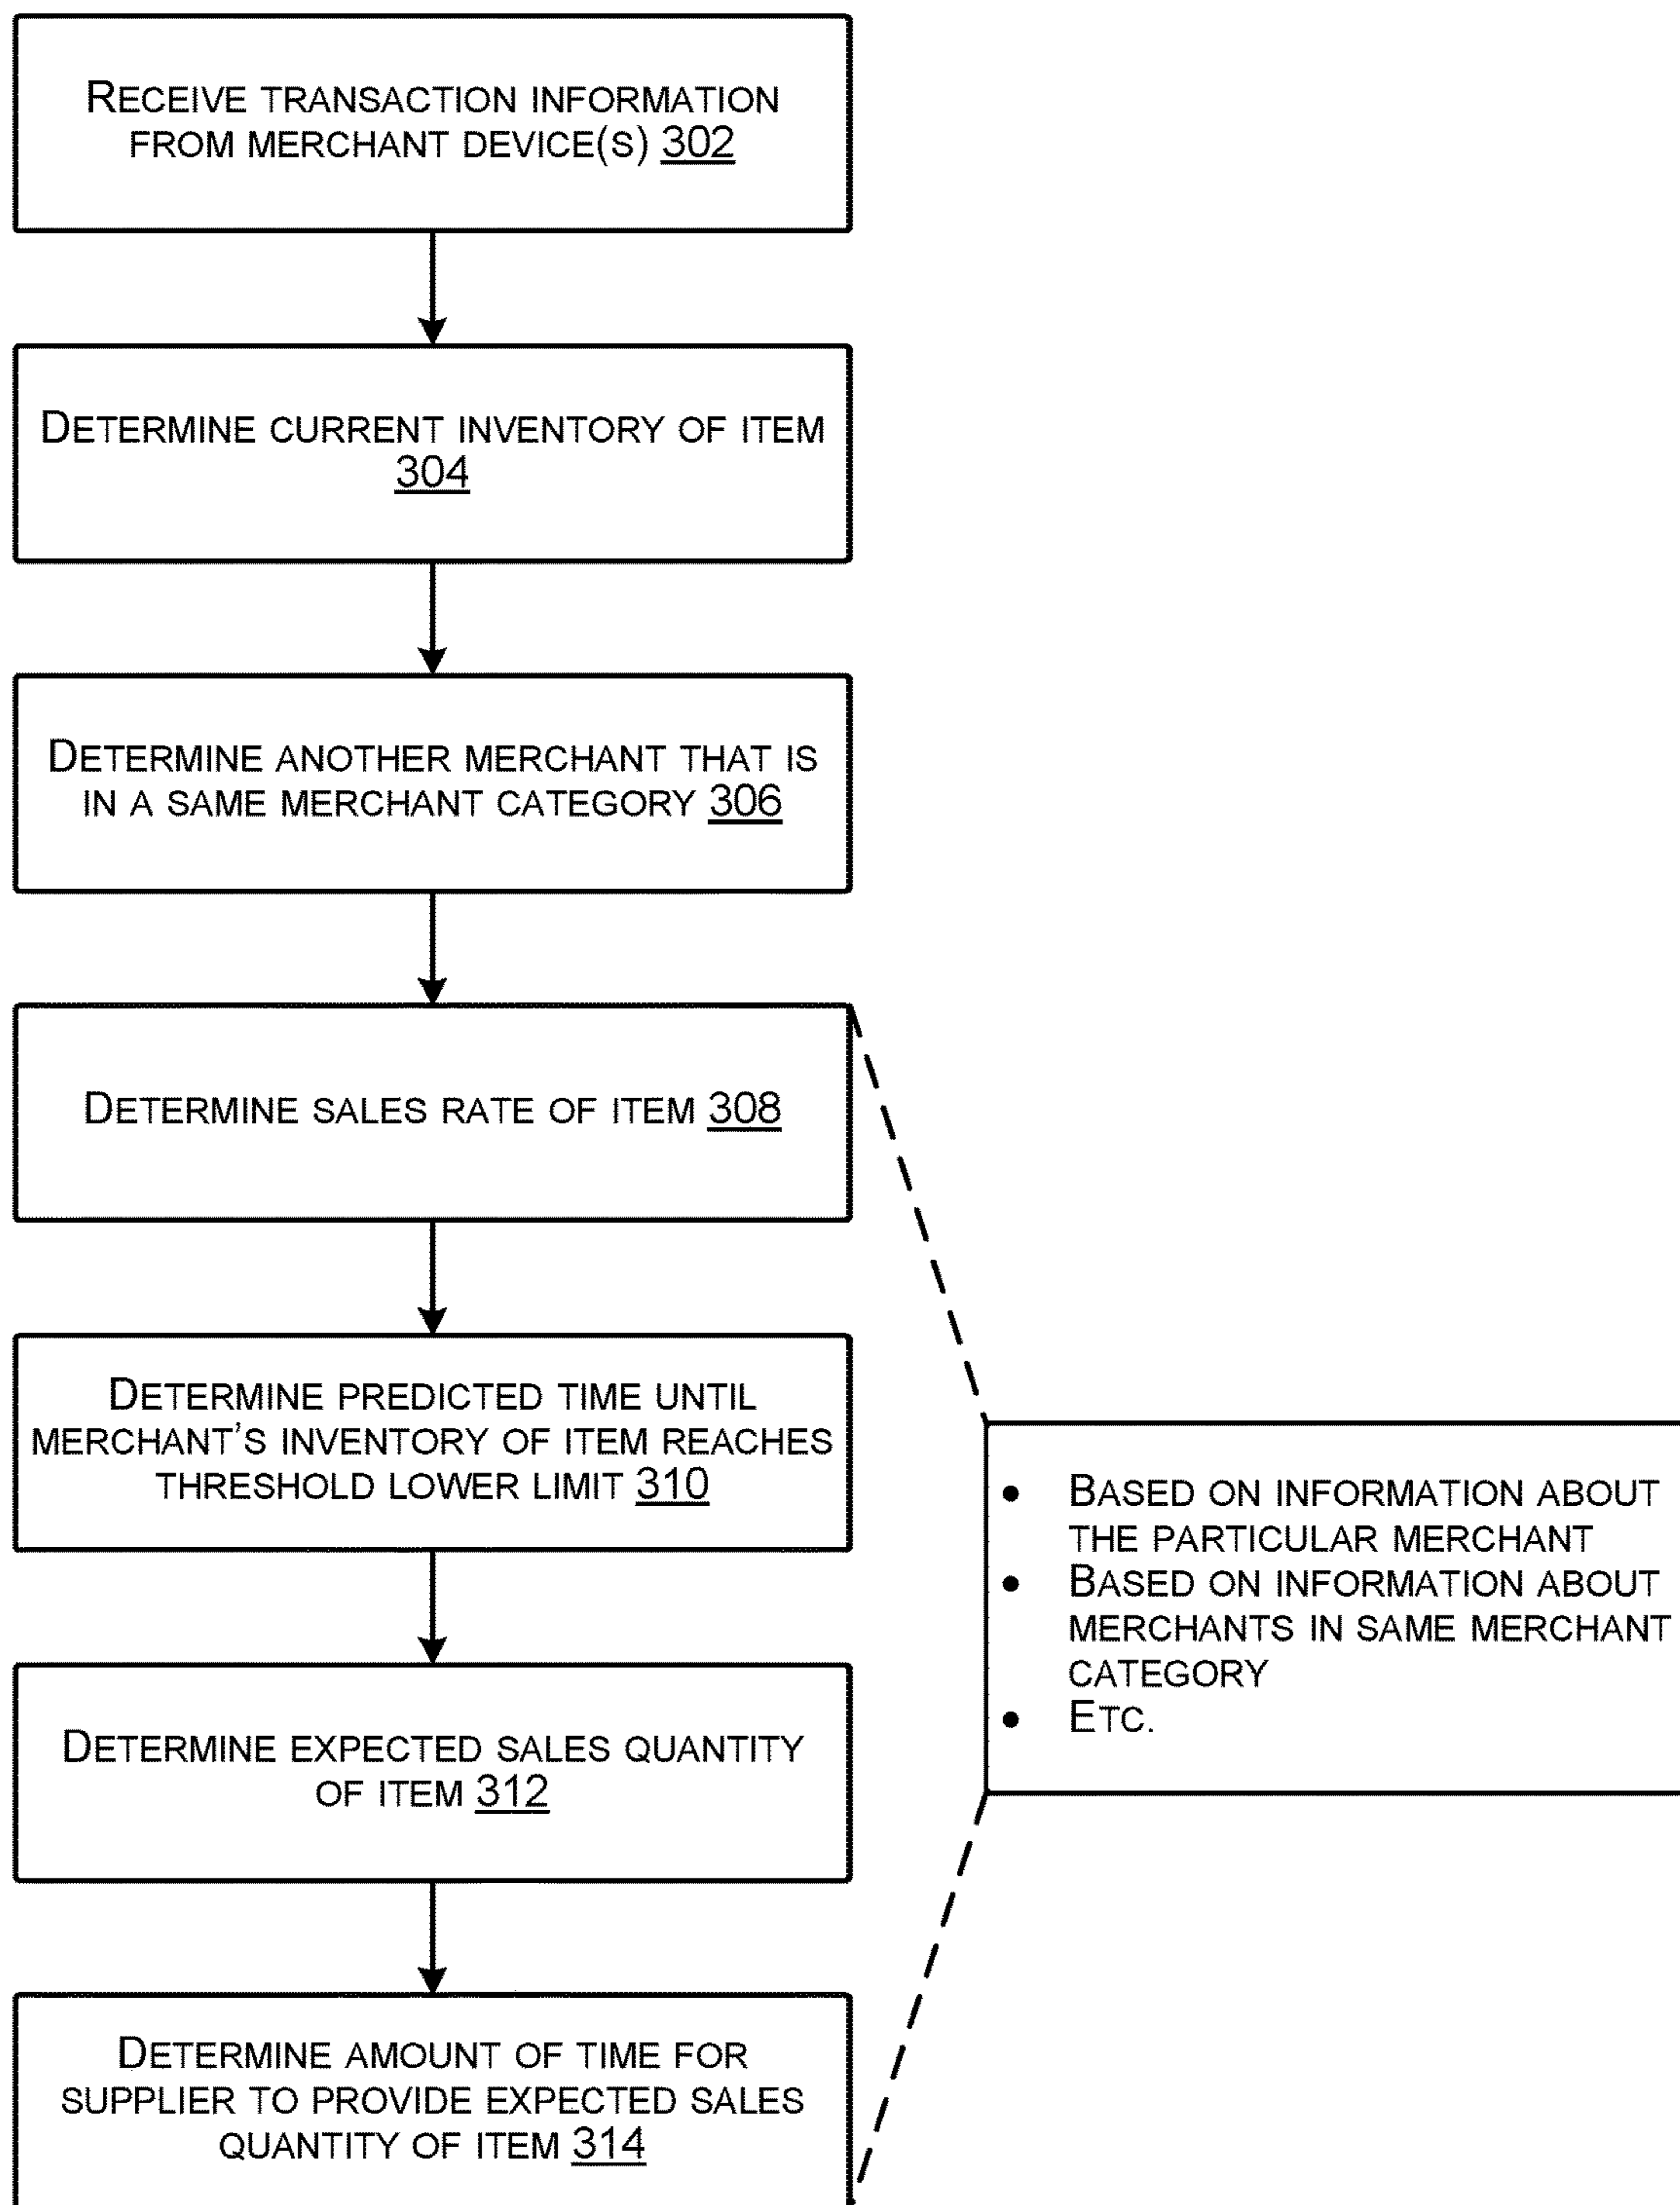 RECEIVE TRANSACTION INFORMATION
FROM MERCHANT DEVICE(S) 302
DETERMINE CURRENT INVENTORY OF ITEM
304
DETERMINE ANOTHER MERCHANT THAT IS
IN A SAME MERCHANT CATEGORY 306
DETERMINE SALES RATE OF ITEM 308
DETERMINE PREDICTED TIME UNTIL
MERCHANT'S INVENTORY OF ITEM REACHES
THRESHOLD LOWER LIMIT 310
DETERMINE EXPECTED SALES QUANTITY
OF ITEM 312
DETERMINE AMOUNT OF TIME FOR
SUPPLIER TO PROVIDE EXPECTED SALES
QUANTITY OF ITEM 314
• BASED ON INFORMATION ABOUT
THE PARTICULAR MERCHANT
• BASED ON INFORMATION ABOUT
MERCHANTS IN SAME MERCHANT
CATEGORY
• ETC.